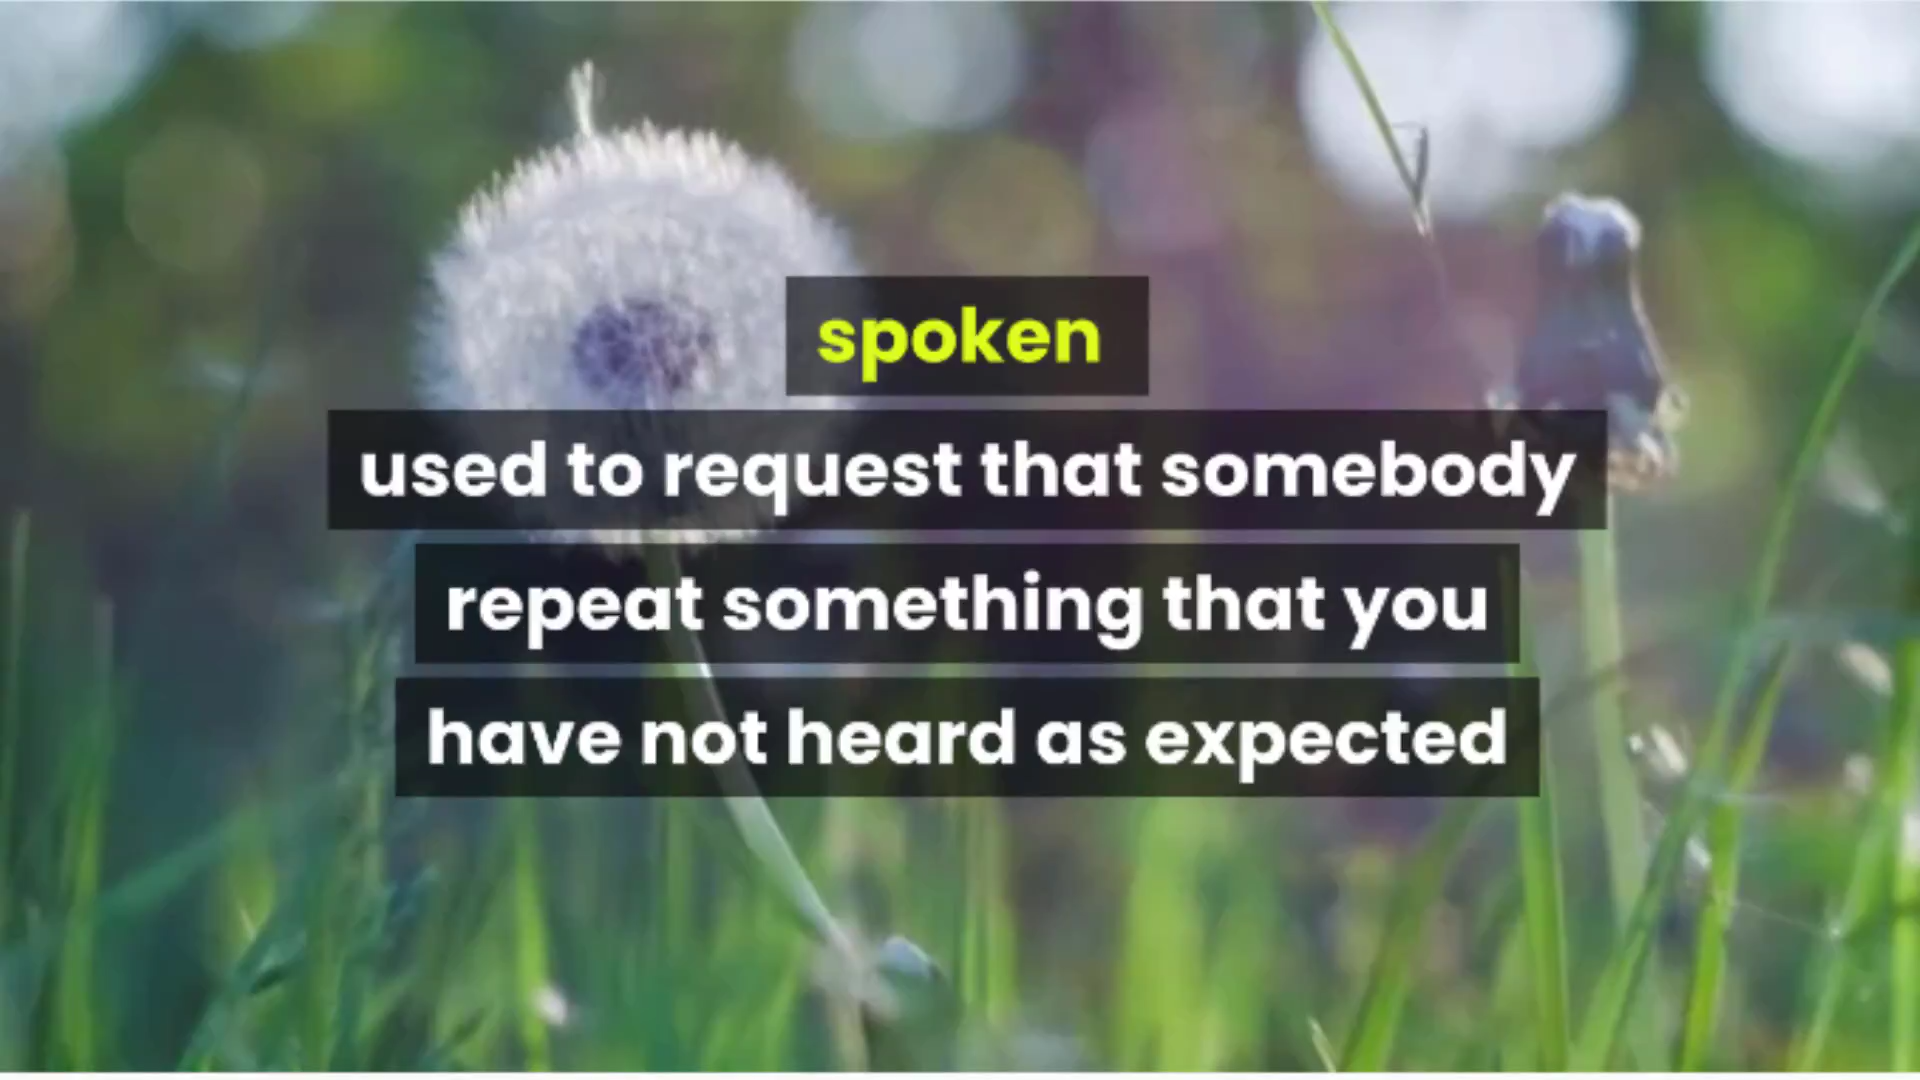 spoken
used to request that somebody
repeat something that you
have not heard as expected